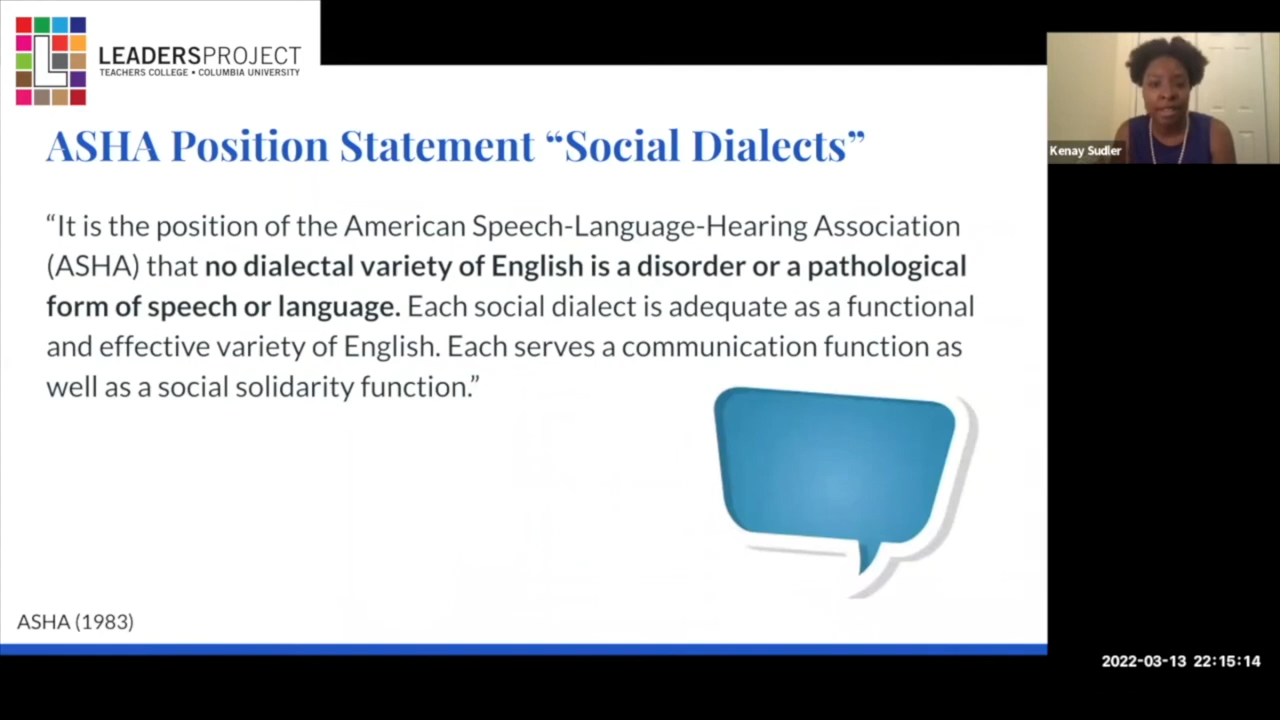 LEADERSPROJECT
TEACHERS COLLEGE • COLUMBIA UNIVERSITY
ASHA Position Statement “Social Dialects”
Kenay Sudler
“It is the position of the American Speech-Language-Hearing Association
(ASHA) that no dialectal variety of English is a disorder or a pathological
form of speech or language. Each social dialect is adequate as a functional
and effective variety of English. Each serves a communication function as
well as a social solidarity function.”
ASHA (1983)
2022-03-13 22:15:14